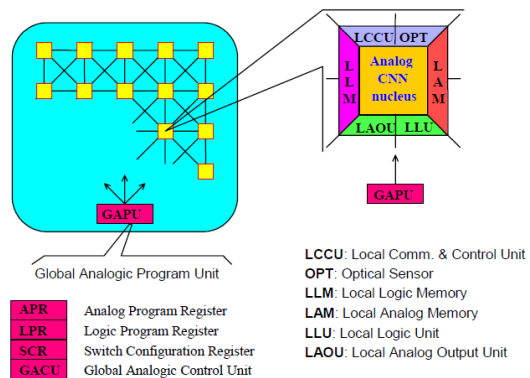 LCCU OPT
LLM
Analog
CNN
nucleus
LAM
LAOU LLU
GAPU
GAPU
Global Analogic Program Unit
APR Analog Program Register
LPR Logic Program Register
SCR Switch Configuration Register
GACU Global Analogic Control Unit
LCCU: Local Comm. & Control Unit
OPT: Optical Sensor
LLM: Local Logic Memory
LAM: Local Analog Memory
LLU: Local Logic Unit
LAOU: Local Analog Output Unit